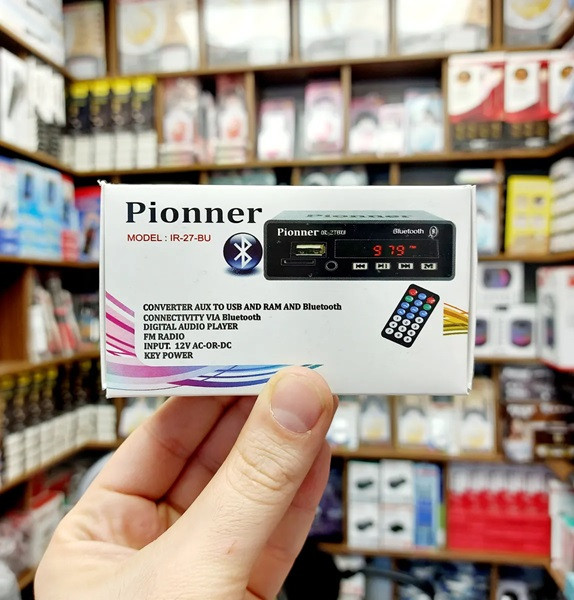 Pionner
MODEL : IR-27-BU
Pionner
Bluetooth
979
CONVERTER AUX TO USB AND RAM AND Bluetooth
CONNECTIVITY VIA Bluetooth
DIGITAL AUDIO PLAYER
FM RADIO
INPUT. 12V AC-OR-DC
KEY POWER